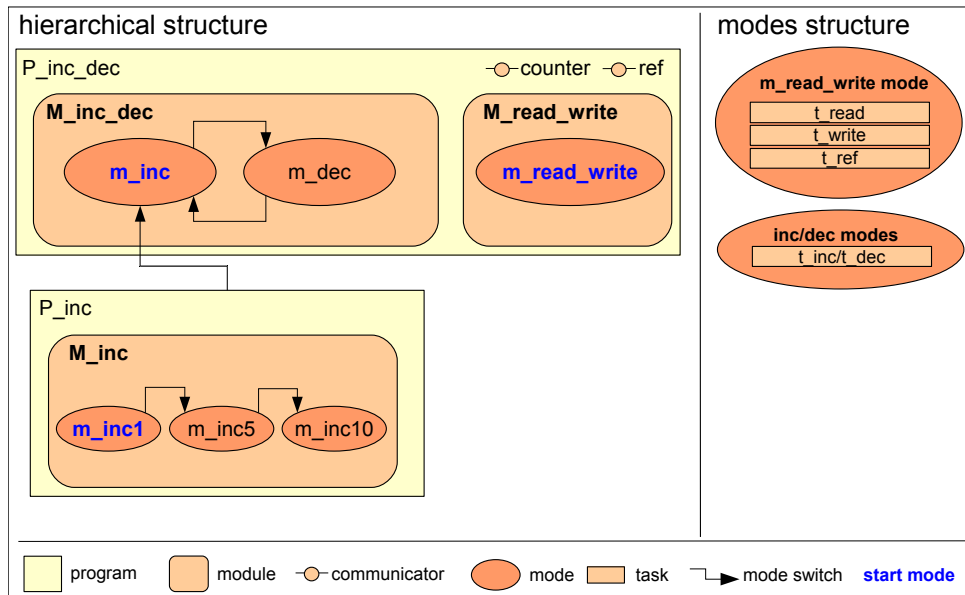 hierarchical structure
P_inc_dec
counter
ref
M_inc_dec
m_inc
m_dec
M_read_write
m_read_write
P_inc
M_inc
m_inc1
m_inc5
m_inc10
modes structure
m_read_write mode
t_read
t_write
t_ref
inc/dec modes
t_inc/t_dec
program
module
communicator
mode
task
mode switch
start mode